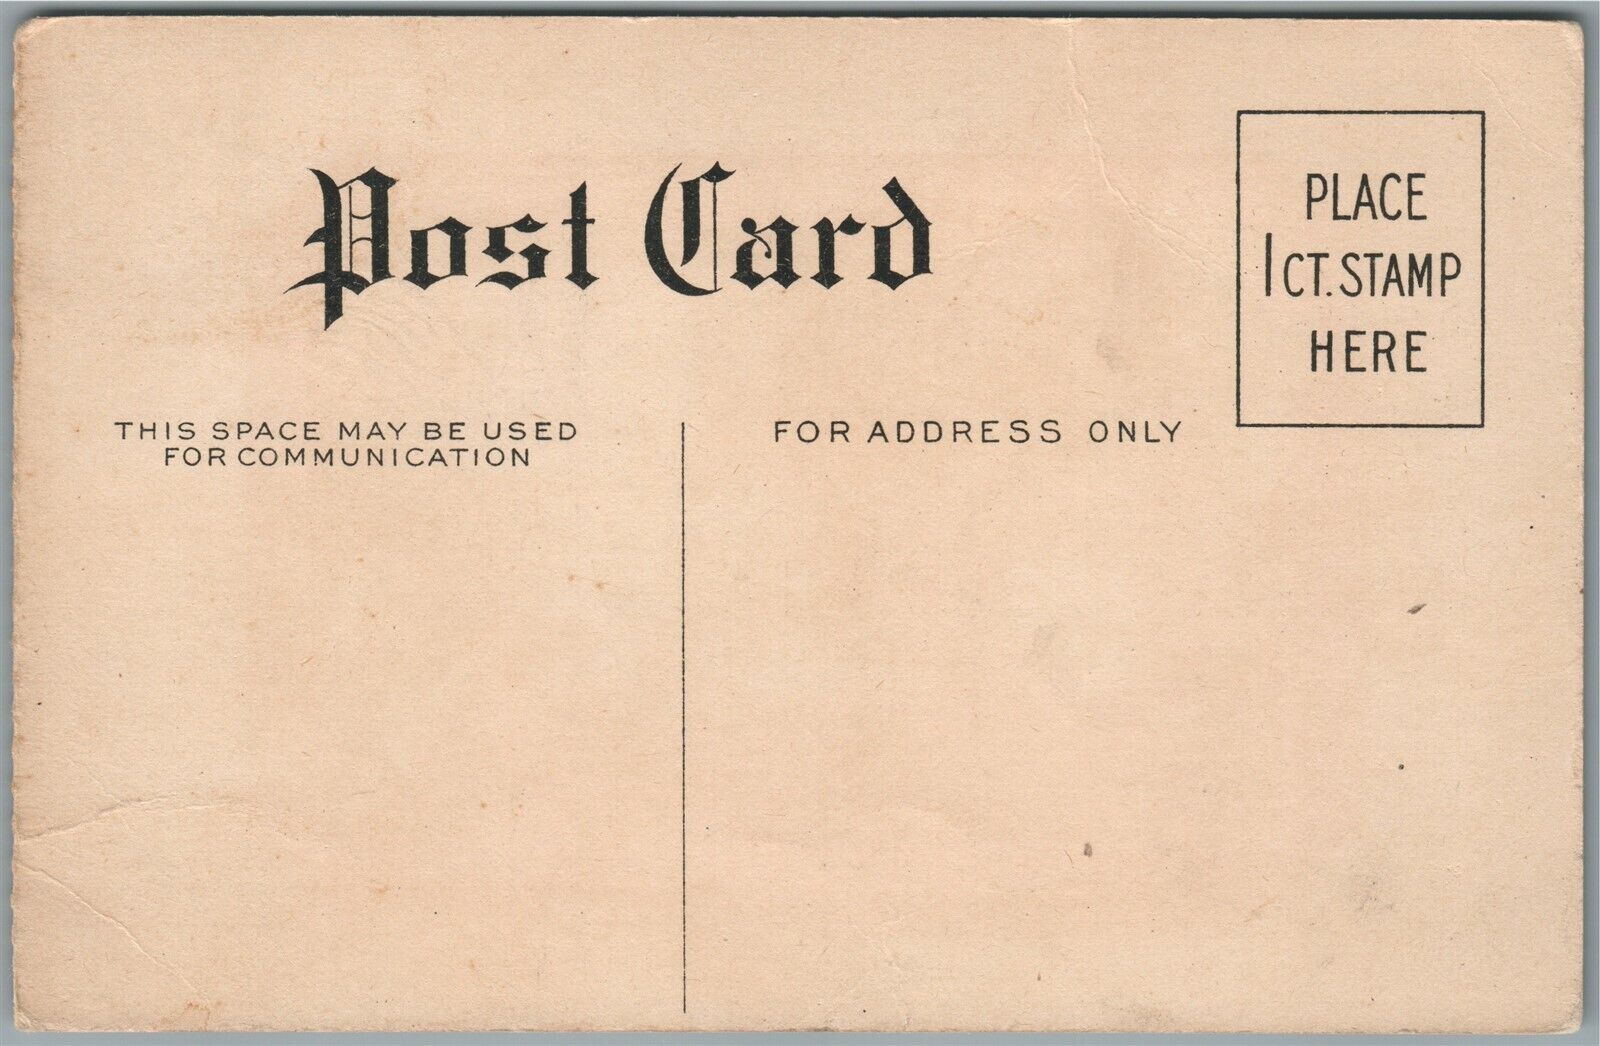 Post Card
PLACE
1 CT. STAMP
HERE
THIS SPACE MAY BE USED
FOR COMMUNICATION
FOR ADDRESS ONLY